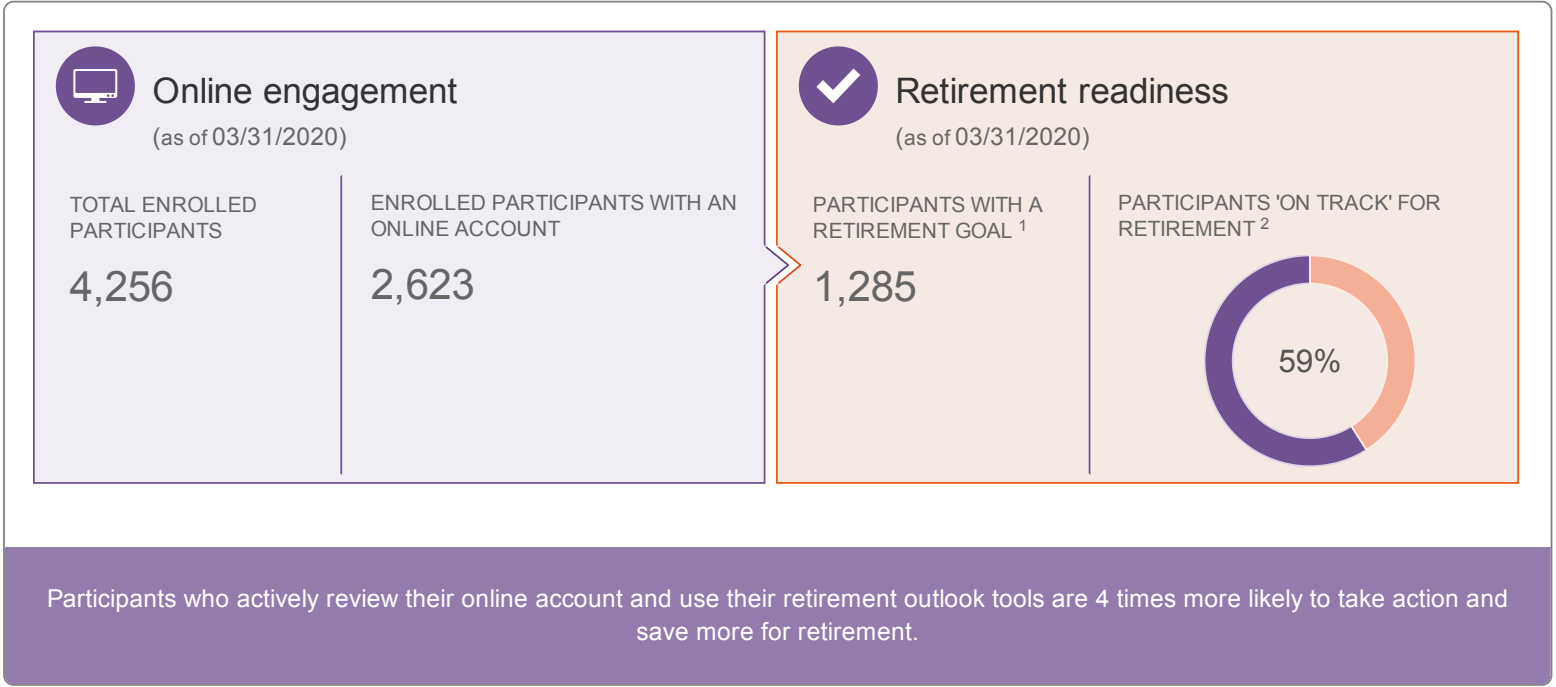 Online engagement
(as of 03/31/2020)
TOTAL ENROLLED
PARTICIPANTS
4,256
ENROLLED PARTICIPANTS WITH AN
ONLINE ACCOUNT
2,623
Retirement readiness
(as of 03/31/2020)
PARTICIPANTS WITH A
RETIREMENT GOAL 1
1,285
PARTICIPANTS 'ON TRACK' FOR
RETIREMENT 2
59%
Participants who actively review their online account and use their retirement outlook tools are 4 times more likely to take action and
save more for retirement.